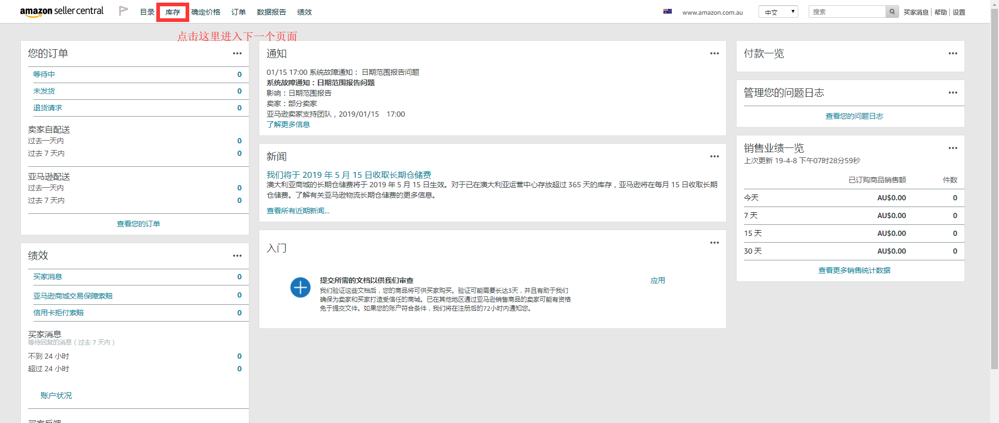 amazon seller central
目录 库存 确定价格 订单 数据报告 绩效
www.amazon.com.au
中文
搜索
买家消息 | 帮助 | 设置
点击这里进入下一个页面
您的订单
等待中 0
未发货 0
退货请求 0
卖家自配送
过去一天内 0
过去 7 天内 0
亚马逊配送
过去一天内 0
过去 7 天内 0
查看您的订单
绩效
买家消息 0
亚马逊商城交易保障索赔 0
信用卡拒付索赔 0
买家消息
等待回复的消息（过去 7 天内）
不到 24 小时 0
超过 24 小时 0
账户状况
买家反馈
通知
01/15 17:00 系统故障通知： 日期范围报告问题
系统故障通知：日期范围报告问题
影响：日期范围报告
卖家：部分卖家
亚马逊卖家支持团队，2019/01/15 17:00
了解更多信息
新闻
我们将于 2019 年 5 月 15 日收取长期仓储费
澳大利亚商城的长期仓储费将于 2019 年 5 月 15 日生效。对于已在澳大利亚运营中心存放超过 365 天的库存，亚马逊将在每月 15 日收取长期
仓储费。了解有关亚马逊物流长期仓储费的更多信息。
查看所有近期新闻...
入门
提交所需的文档以供我们审查
应用
我们验证这些文档后，您的商品将可供买家购买。验证可能需要长达3天，并且有助于我们
确保为卖家和买家打造受信任的商城。已在其他地区通过亚马逊销售商品的卖家可能有资格
免于提交文件。如果您的账户符合条件，我们将在注册后的72小时内通知您。
付款一览
管理您的问题日志
查看您的问题日志
销售业绩一览
上次更新 19-4-8 下午07时28分59秒
已订购商品销售额 件数
今天 AU$0.00 0
7 天 AU$0.00 0
15 天 AU$0.00 0
30 天 AU$0.00 0
查看更多销售统计数据